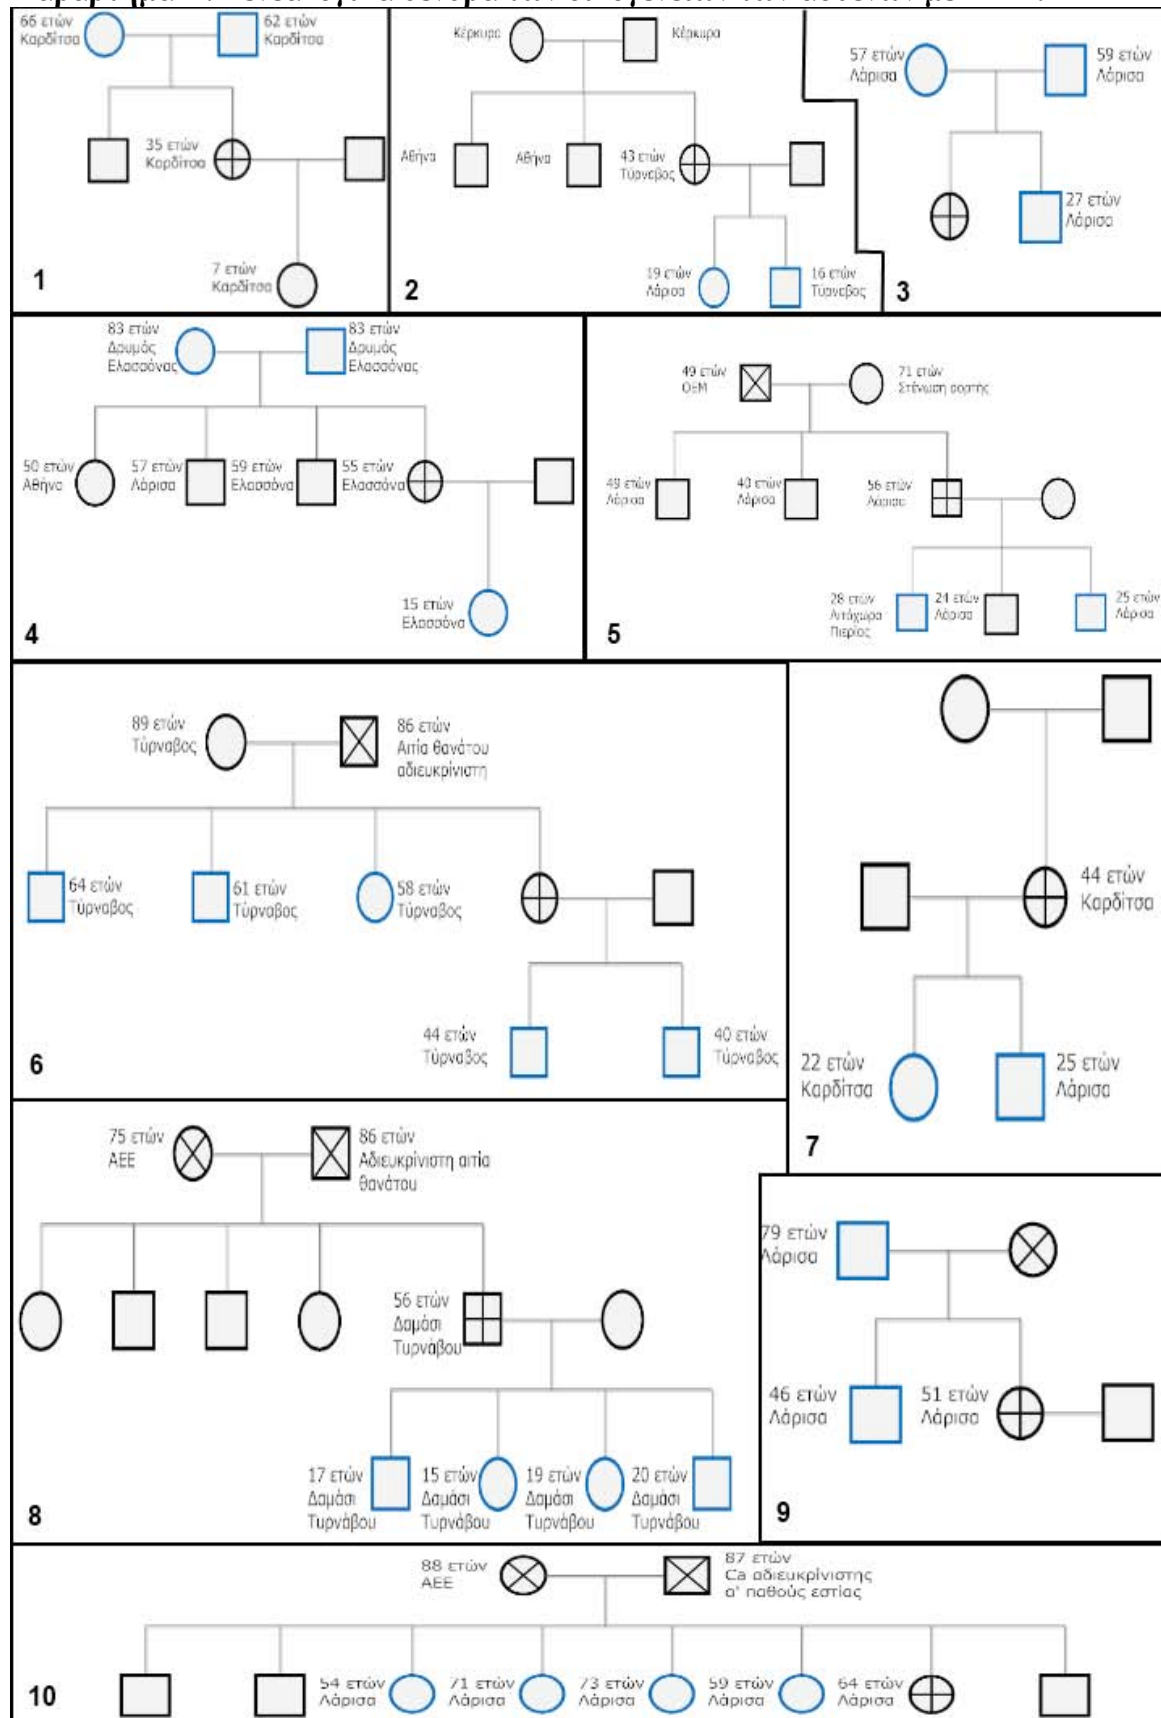 66 ετών
Καρδίτσα
62 ετών
Καρδίτσα
35 ετών
Καρδίτσα
7 ετών
Καρδίτσα
1
Κέρκυρα
Κέρκυρα
Αθήνα
Αθήνα
43 ετών
Τύρναβος
19 ετών
Λάρισα
16 ετών
Τύρναβος
2
57 ετών
Λάρισα
59 ετών
Λάρισα
27 ετών
Λάρισα
3
83 ετών
Δρυμός
Ελασσόνας
83 ετών
Δρυμός
Ελασσόνας
50 ετών
Αθήνα
57 ετών
Λάρισα
59 ετών
Ελασσόνα
55 ετών
Ελασσόνα
15 ετών
Ελασσόνα
4
49 ετών
ΟΕΜ
71 ετών
Στένωση αορτής
49 ετών
Λάρισα
40 ετών
Λάρισα
56 ετών
Λάρισα
28 ετών
Λιτόχωρο
Πιερίας
24 ετών
Λάρισα
25 ετών
Λάρισα
5
89 ετών
Τύρναβος
86 ετών
Αιτία θανάτου
αδιευκρίνιστη
64 ετών
Τύρναβος
61 ετών
Τύρναβος
58 ετών
Τύρναβος
44 ετών
Τύρναβος
40 ετών
Τύρναβος
6
44 ετών
Καρδίτσα
22 ετών
Καρδίτσα
25 ετών
Λάρισα
7
75 ετών
ΑΕΕ
86 ετών
Αδιευκρίνιστη αιτία
θανάτου
56 ετών
Δαμάσι
Τυρνάβου
17 ετών
Δαμάσι
Τυρνάβου
15 ετών
Δαμάσι
Τυρνάβου
19 ετών
Δαμάσι
Τυρνάβου
20 ετών
Δαμάσι
Τυρνάβου
8
79 ετών
Λάρισα
46 ετών
Λάρισα
51 ετών
Λάρισα
9
88 ετών
ΑΕΕ
87 ετών
Ca αδιευκρίνιστης
α' παθούς εστίας
54 ετών
Λάρισα
71 ετών
Λάρισα
73 ετών
Λάρισα
59 ετών
Λάρισα
64 ετών
Λάρισα
10